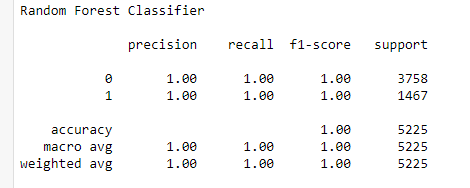 Random Forest Classifier
precision recall f1-score support
0 1.00 1.00 1.00 3758
1 1.00 1.00 1.00 1467
accuracy 1.00 5225
macro avg 1.00 1.00 1.00 5225
weighted avg 1.00 1.00 1.00 5225